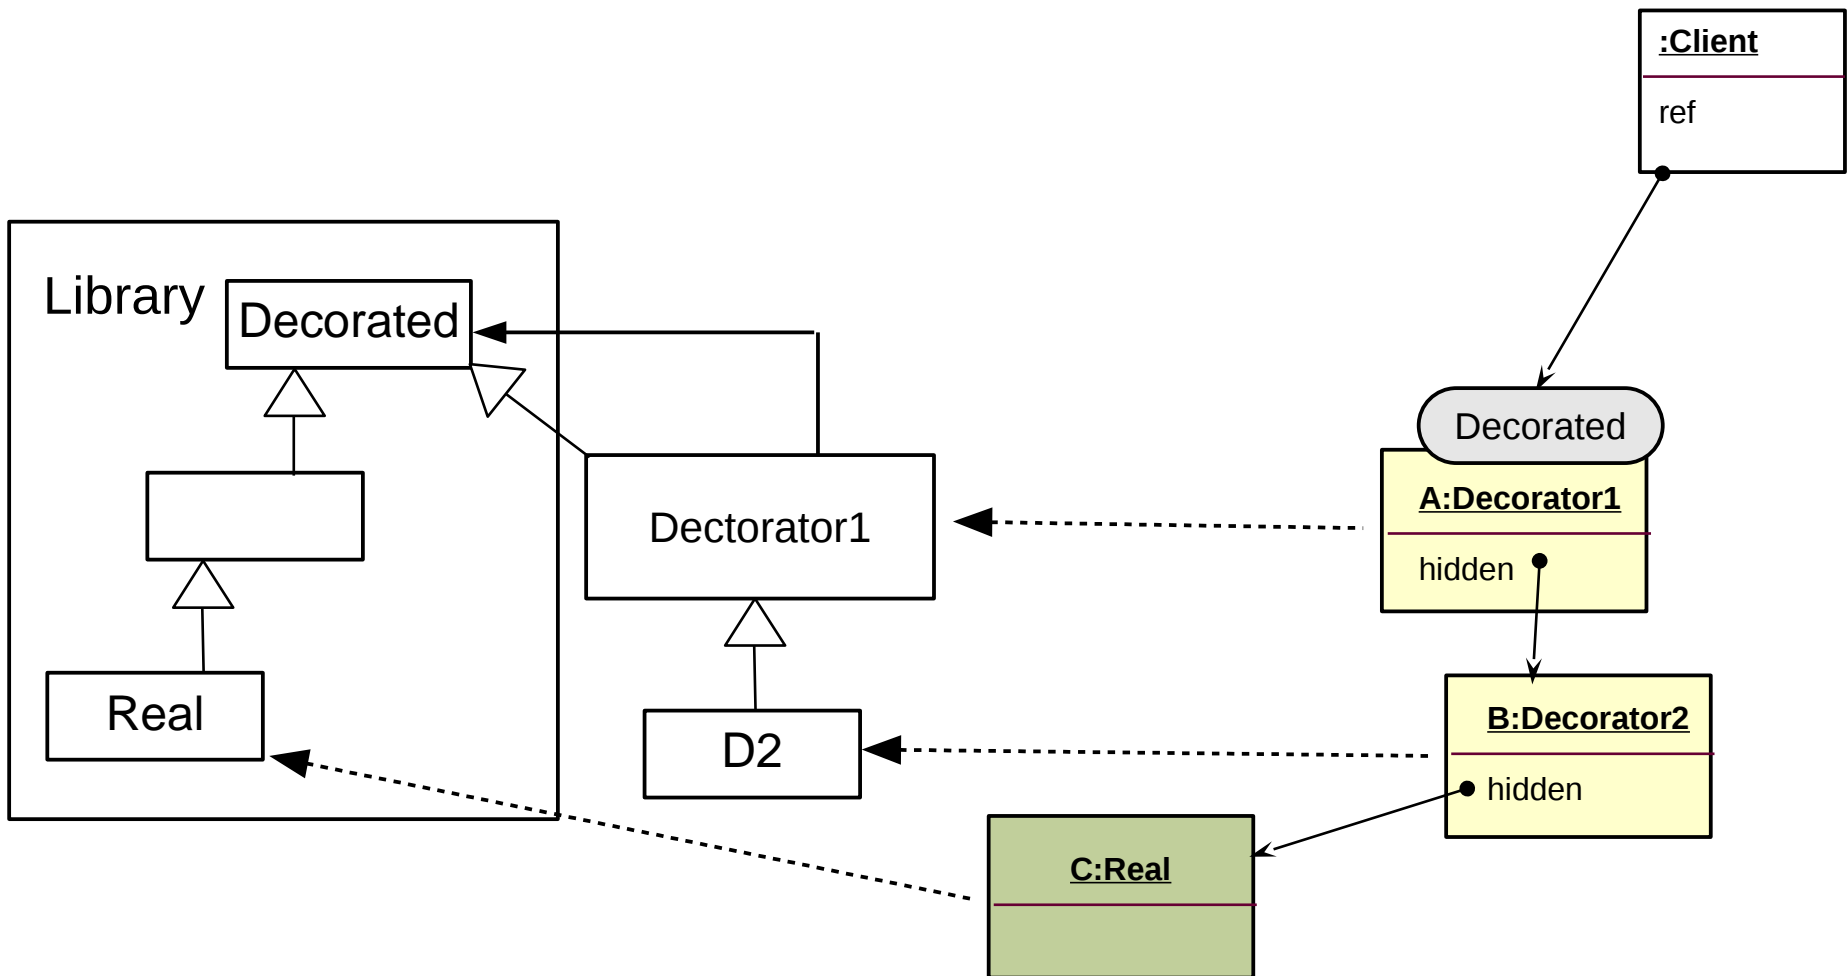 :Client
ref
Library
Decorated
Decorated
A:Decorator1
Dectorator1
hidden
Real
D2
B:Decorator2
hidden
C:Real